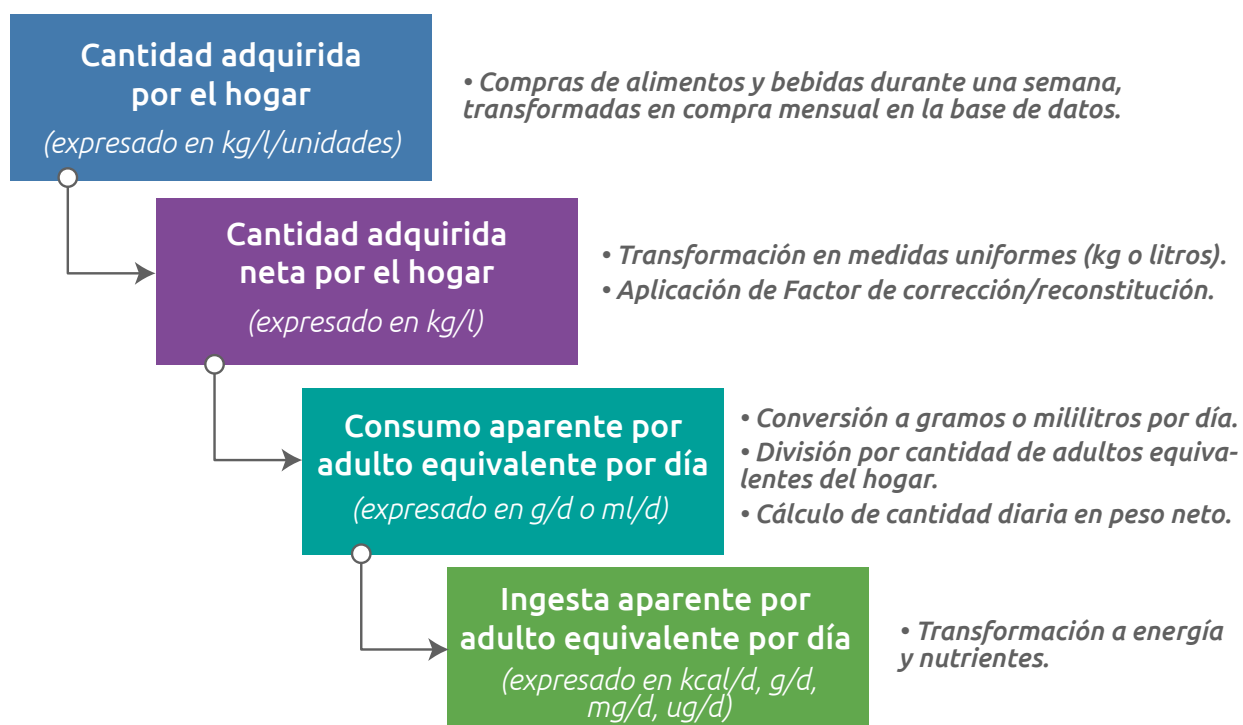 Cantidad adquirida
por el hogar
(expresado en kg/l/unidades)
• Compras de alimentos y bebidas durante una semana,
transformadas en compra mensual en la base de datos.
Cantidad adquirida
neta por el hogar
(expresado en kg/l)
• Transformación en medidas uniformes (kg o litros).
• Aplicación de Factor de corrección/reconstitución.
Consumo aparente por
adulto equivalente por día
(expresado en g/d o ml/d)
• Conversión a gramos o mililitros por día.
• División por cantidad de adultos equiva-
lentes del hogar.
• Cálculo de cantidad diaria en peso neto.
Ingesta aparente por
adulto equivalente por día
(expresado en kcal/d, g/d,
mg/d, ug/d)
• Transformación a energía
y nutrientes.